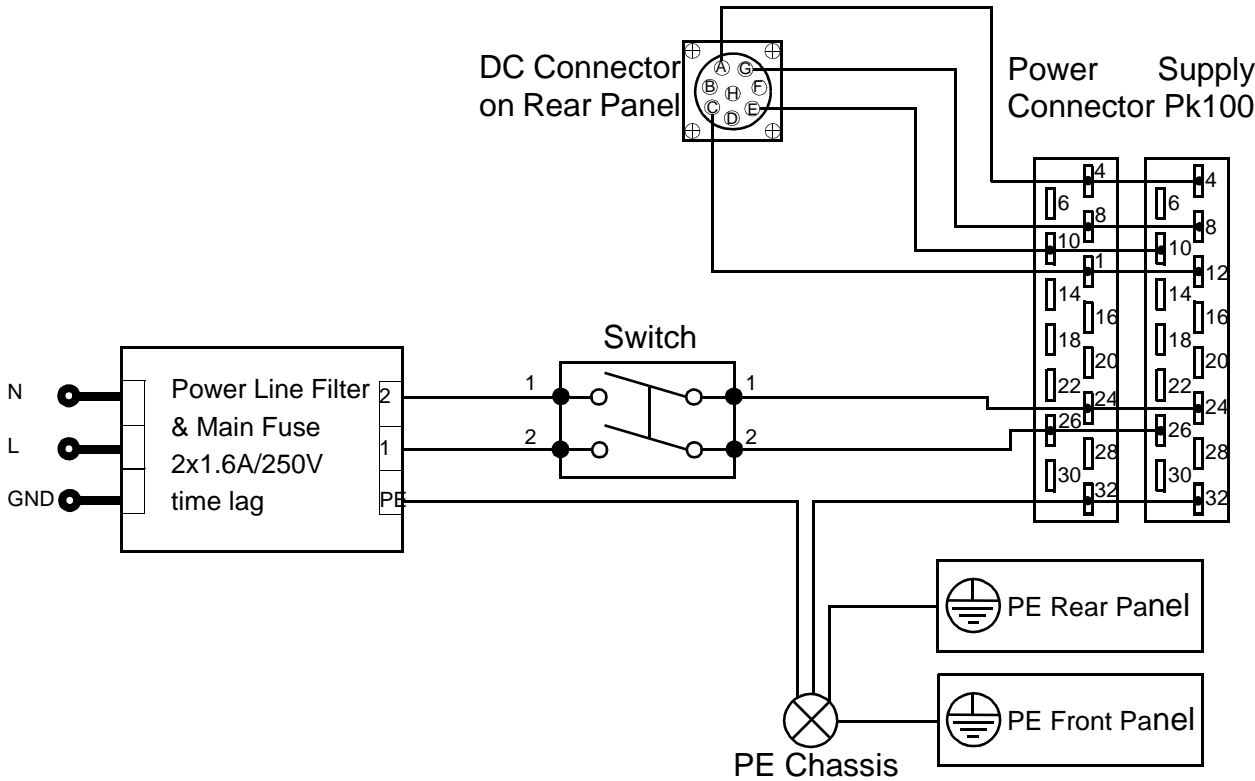 DC Connector
on Rear Panel
A G
B H F
C E
D
Power Supply
Connector Pk100
4 4
6 6
8 8
10 10
1 12
14 14
16 16
18 18
20 20
22 22
24 24
26 26
28 28
30 30
32 32
Switch
1 1
2 2
N
L
GND
Power Line Filter
& Main Fuse
2x1.6A/250V
time lag
2
1
PE
PE Rear Panel
PE Front Panel
PE Chassis